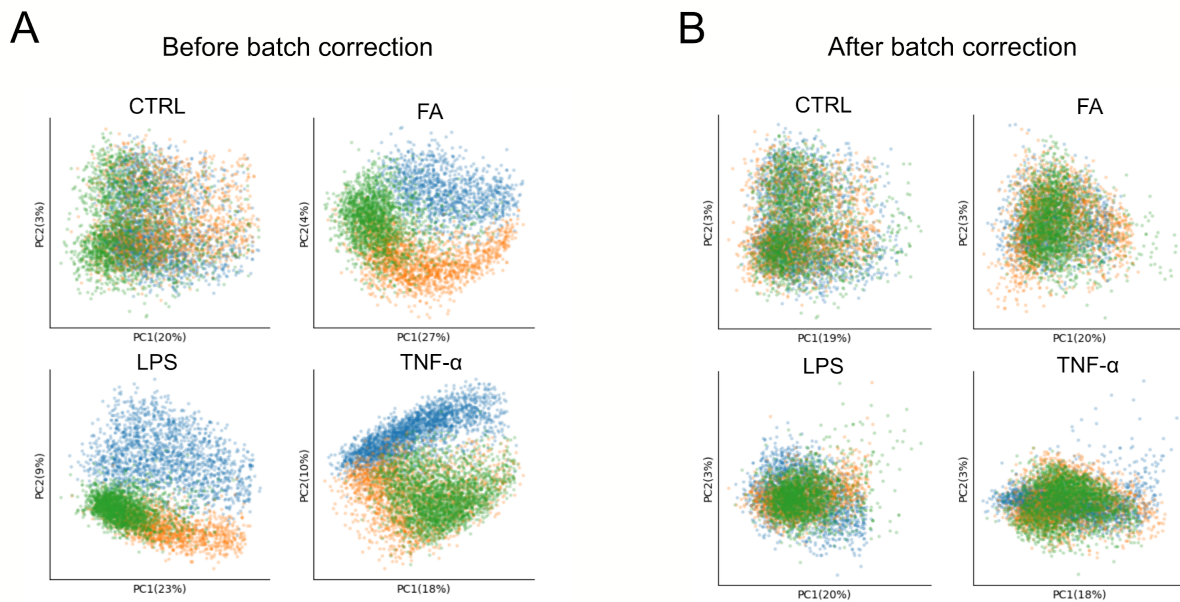 A
Before batch correction
CTRL
PC2(3%)
PC1(20%)
FA
PC2(4%)
PC1(27%)
LPS
PC2(9%)
PC1(23%)
TNF-α
PC2(10%)
PC1(18%)
B
After batch correction
CTRL
PC2(3%)
PC1(19%)
FA
PC2(3%)
PC1(20%)
LPS
PC2(3%)
PC1(20%)
TNF-α
PC2(3%)
PC1(18%)